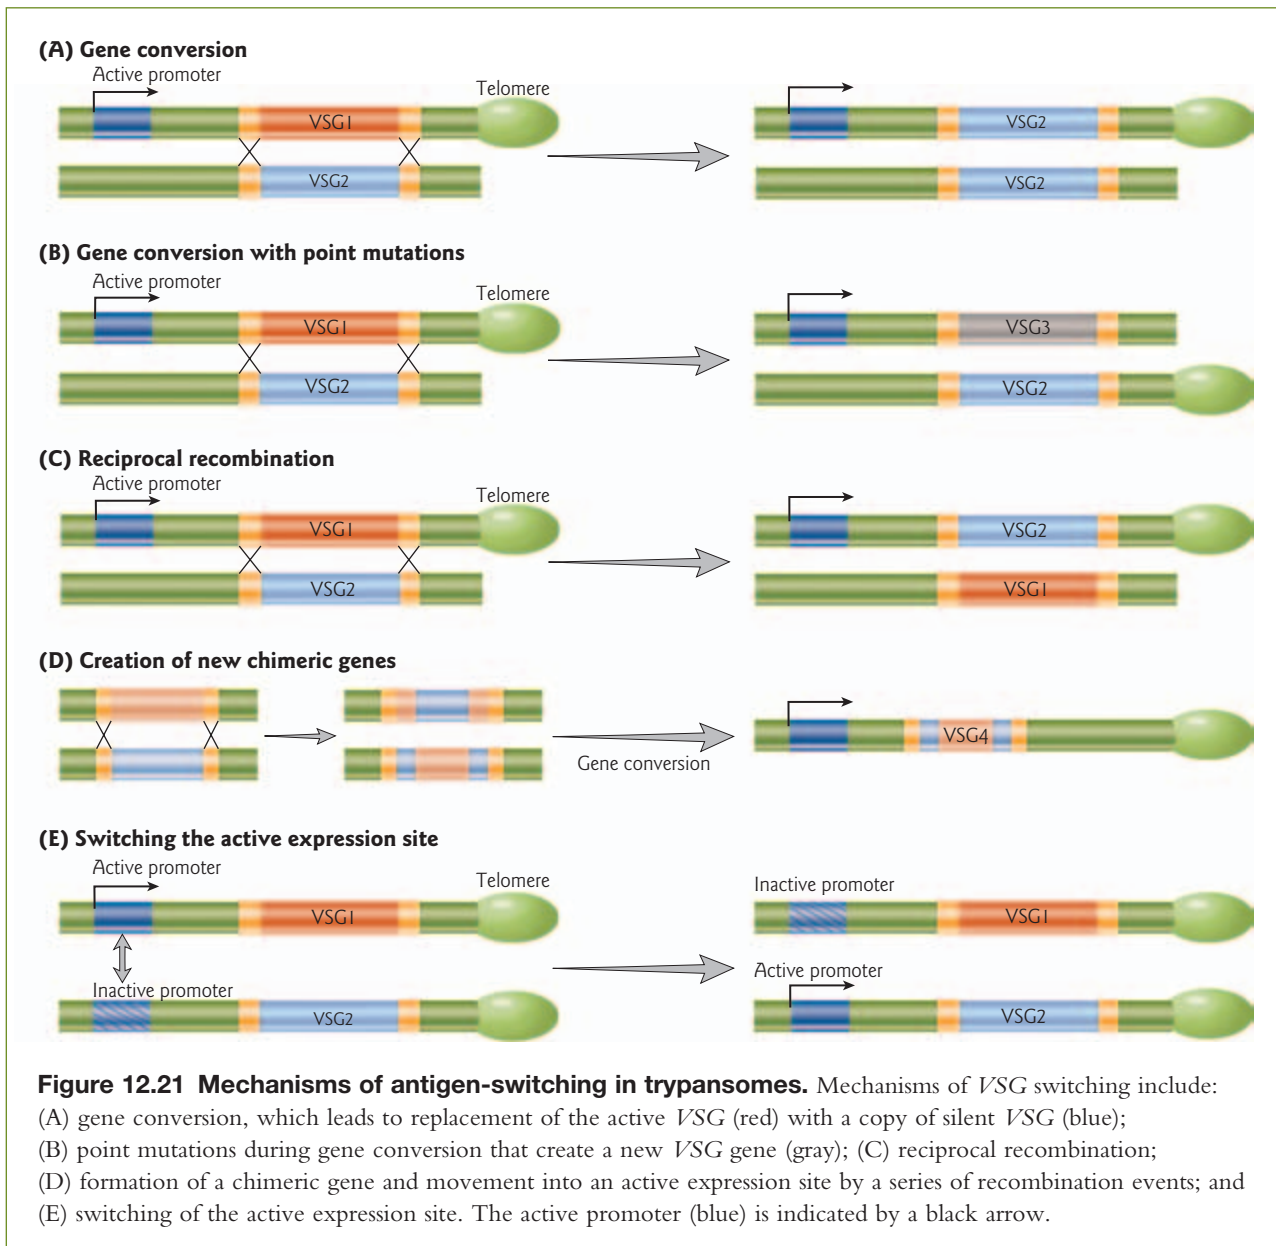 (A) Gene conversion
Active promoter
Telomere
VSG1
VSG2
VSG2
VSG2
(B) Gene conversion with point mutations
Active promoter
Telomere
VSG1
VSG3
VSG2
VSG2
(C) Reciprocal recombination
Active promoter
Telomere
VSG1
VSG2
VSG2
VSG1
(D) Creation of new chimeric genes
Gene conversion
VSG4
(E) Switching the active expression site
Active promoter
Telomere
VSG1
Inactive promoter
VSG2
Inactive promoter
VSG1
Active promoter
VSG2
Figure 12.21 Mechanisms of antigen-switching in trypansomes. Mechanisms of VSG switching include:
(A) gene conversion, which leads to replacement of the active VSG (red) with a copy of silent VSG (blue);
(B) point mutations during gene conversion that create a new VSG gene (gray); (C) reciprocal recombination;
(D) formation of a chimeric gene and movement into an active expression site by a series of recombination events; and
(E) switching of the active expression site. The active promoter (blue) is indicated by a black arrow.